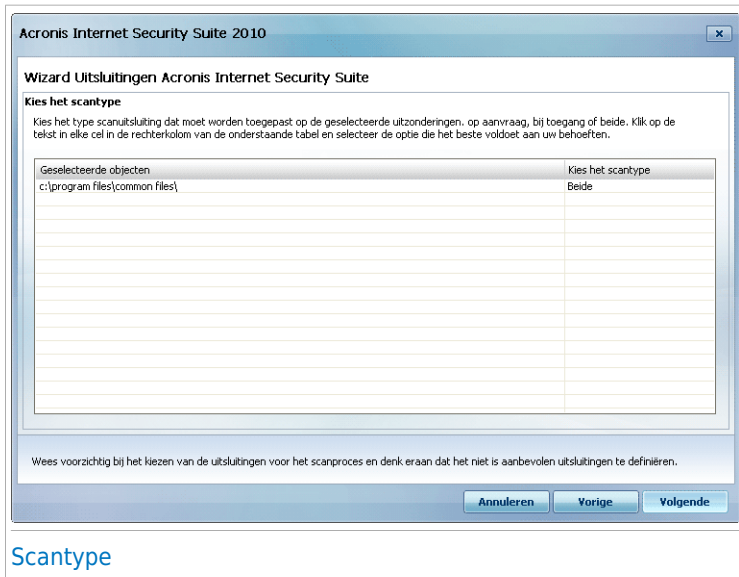 Acronis Internet Security Suite 2010
Wizard Uitsluitingen Acronis Internet Security Suite
Kies het scantype
Kies het type scanuitsluiting dat moet worden toegepast op de geselecteerde uitzonderingen. op aanvraag, bij toegang of beide. Klik op de
tekst in elke cel in de rechterkolom van de onderstaande tabel en selecteer de optie die het beste voldoet aan uw behoeften.
Geselecteerde objecten Kies het scantype
c:\program files\common files\ Beide
Wees voorzichtig bij het kiezen van de uitsluitingen voor het scanproces en denk eraan dat het niet is aanbevolen uitsluitingen te definiëren.
Annuleren Vorige Volgende
Scantype